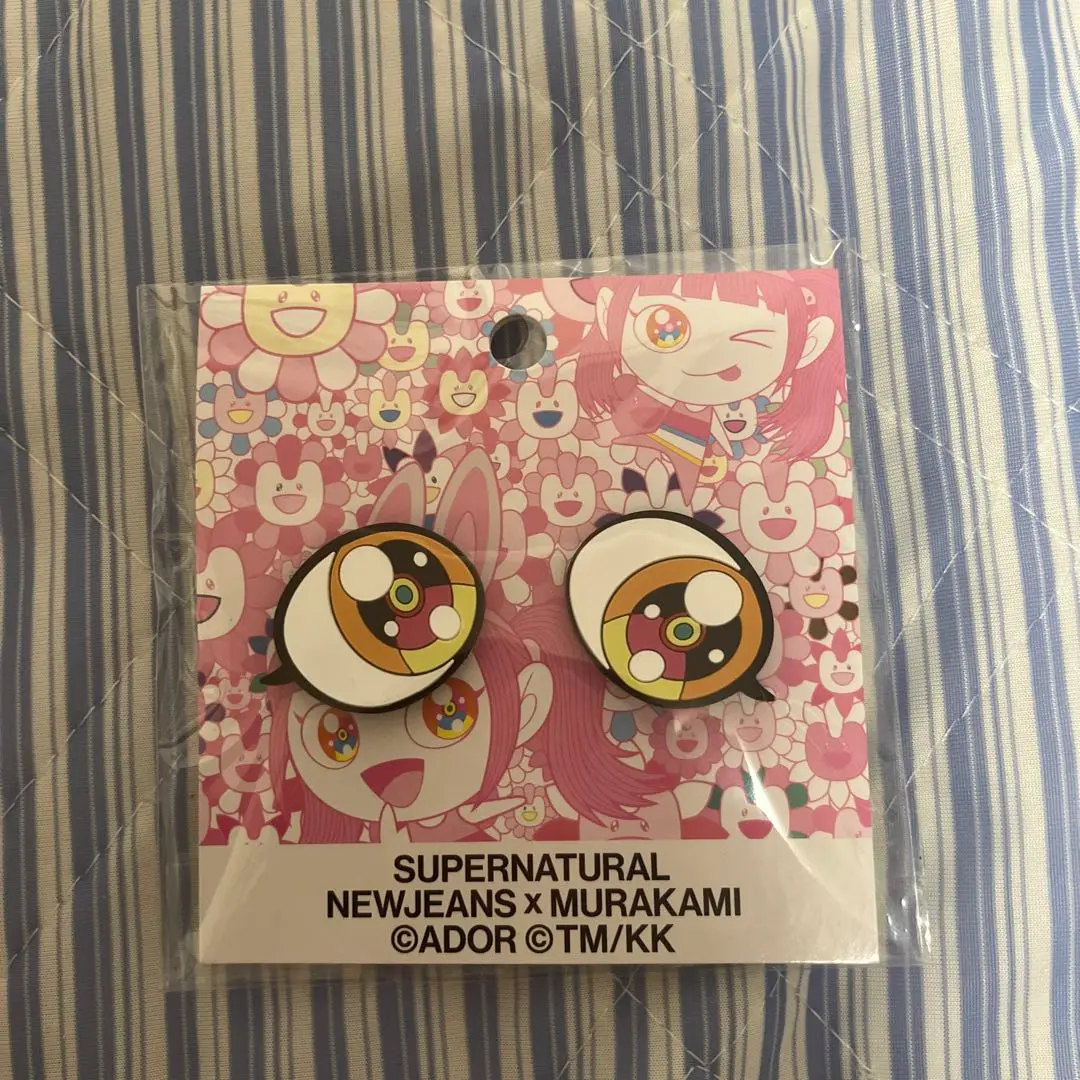 SUPERNATURAL
NEWJEANS x MURAKAMI
©ADOR ©TM/KK